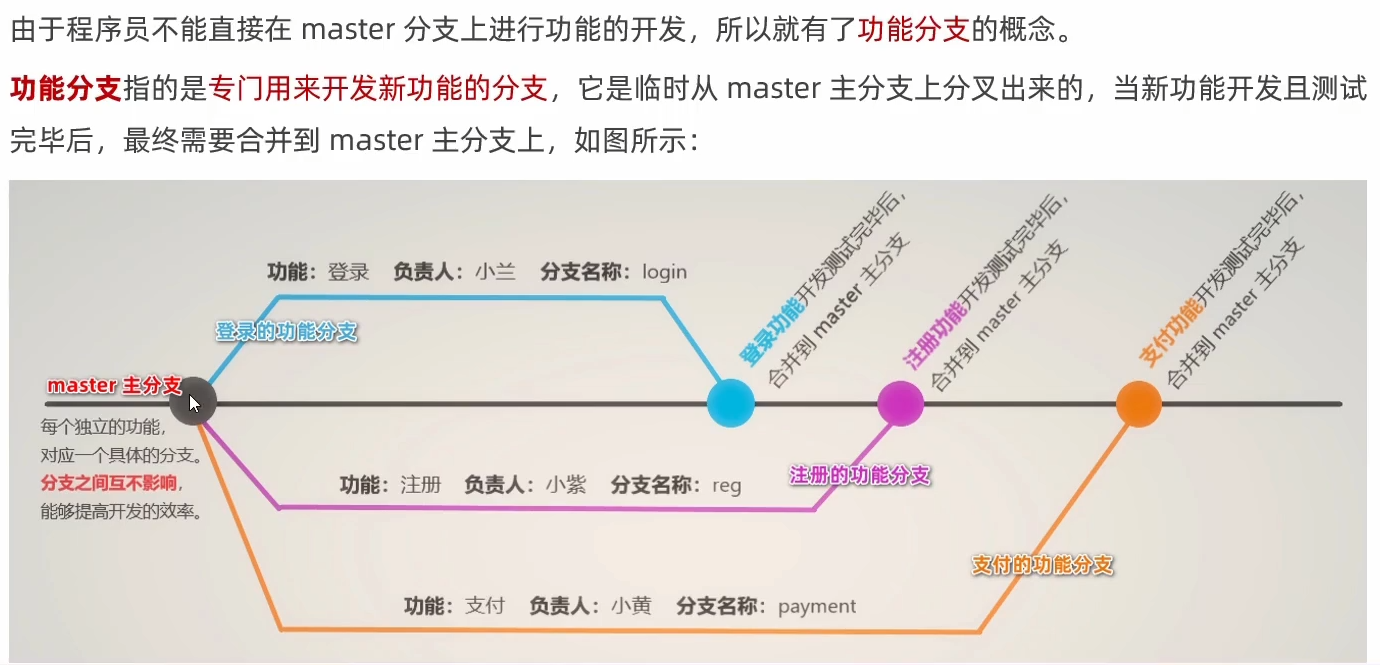 由于程序员不能直接在 master 分支上进行功能的开发，所以就有了功能分支的概念。
功能分支指的是专门用来开发新功能的分支，它是临时从 master 主分支上分叉出来的，当新功能开发且测试
完毕后，最终需要合并到 master 主分支上，如图所示：
功能：登录 负责人：小兰 分支名称：login
登录的功能分支
登录功能开发测试完毕后，
合并到 master 主分支
注册功能开发测试完毕后，
合并到 master 主分支
支付功能开发测试完毕后，
合并到 master 主分支
master 主分支
每个独立的功能，
对应一个具体的分支。
分支之间互不影响，
能够提高开发的效率。
功能：注册 负责人：小紫 分支名称：reg
注册的功能分支
支付的功能分支
功能：支付 负责人：小黄 分支名称：payment